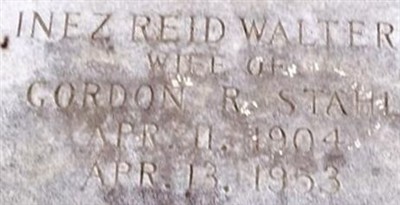 INEZ REID WALTER
WIFE OF
GORDON R. STAHL
APR. 11, 1904
APR. 13, 1953